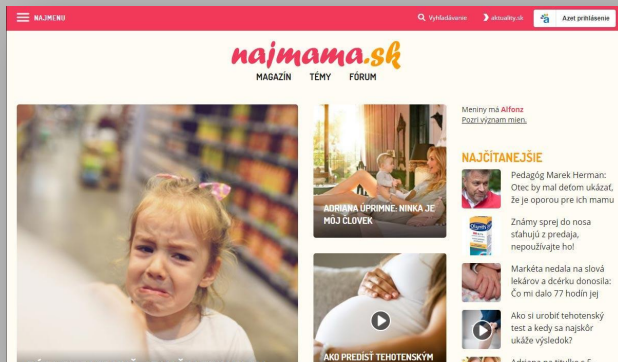 NAJMENU
Vyhľadávanie
aktuality.sk
Azet prihlásenie
najmama.sk
MAGAZÍN TÉMY FÓRUM
Meniny má Alfonz
Pozri význam mien.
ADRIANA ÚPRIMNE: NINKA JE
MÔJ ČLOVEK
AKO PREDÍSŤ TEHOTENSKÝM
NAJČÍTANEJŠIE
Pedagóg Marek Herman:
Otec by mal deťom ukázať,
že je oporou pre ich mamu
Známy sprej do nosa
sťahujú z predaja,
nepoužívajte ho!
Markéta nedala na slová
lekárov a dcérku donosila:
Čo mi dalo 77 hodín jej
Ako si urobiť tehotenský
test a kedy sa najskôr
ukáže výsledok?